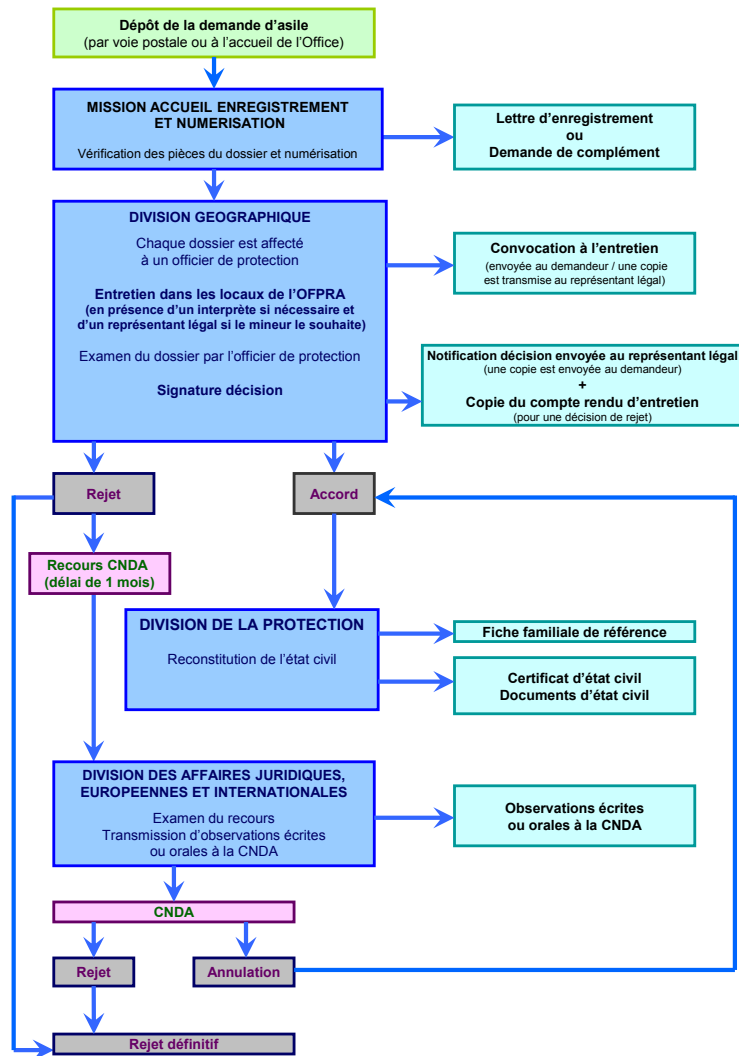 Dépôt de la demande d'asile
(par voie postale ou à l'accueil de l'Office)
MISSION ACCUEIL ENREGISTREMENT
ET NUMERISATION
Vérification des pièces du dossier et numérisation
Lettre d'enregistrement
ou
Demande de complément
DIVISION GEOGRAPHIQUE
Chaque dossier est affecté
à un officier de protection
Entretien dans les locaux de l'OFPRA
(en présence d'un interprète si nécessaire et
d'un représentant légal si le mineur le souhaite)
Examen du dossier par l'officier de protection
Signature décision
Convocation à l'entretien
(envoyée au demandeur / une copie
est transmise au représentant légal)
Notification décision envoyée au représentant légal
(une copie est envoyée au demandeur)
+
Copie du compte rendu d'entretien
(pour une décision de rejet)
Rejet
Accord
Recours CNDA
(délai de 1 mois)
DIVISION DE LA PROTECTION
Reconstitution de l'état civil
Fiche familiale de référence
Certificat d'état civil
Documents d'état civil
DIVISION DES AFFAIRES JURIDIQUES,
EUROPEENNES ET INTERNATIONALES
Examen du recours
Transmission d'observations écrites
ou orales à la CNDA
Observations écrites
ou orales à la CNDA
CNDA
Rejet
Annulation
Rejet définitif